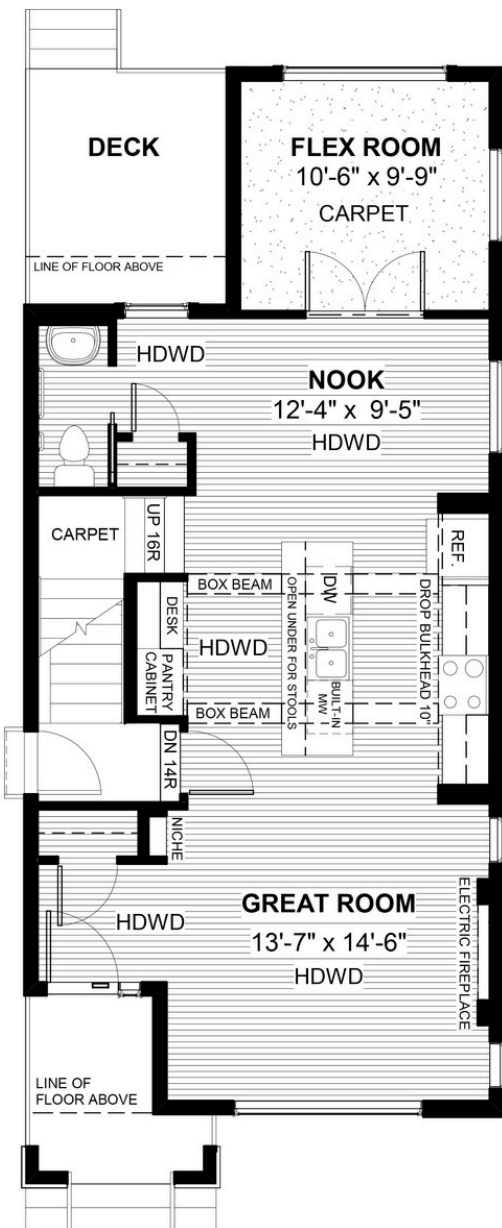 DECK
LINE OF FLOOR ABOVE
FLEX ROOM
10'-6" x 9'-9"
CARPET
HDWD
NOOK
12'-4" x 9'-5"
HDWD
CARPET
UP 16R
REF.
BOX BEAM
OPEN UNDER FOR STOOLS
DW
DROP BULKHEAD 10"
DESK
HDWD
PANTRY
CABINET
BUILT-IN
MW
BOX BEAM
DN 14R
NICHE
HDWD
GREAT ROOM
13'-7" x 14'-6"
HDWD
ELECTRIC FIREPLACE
LINE OF
FLOOR ABOVE